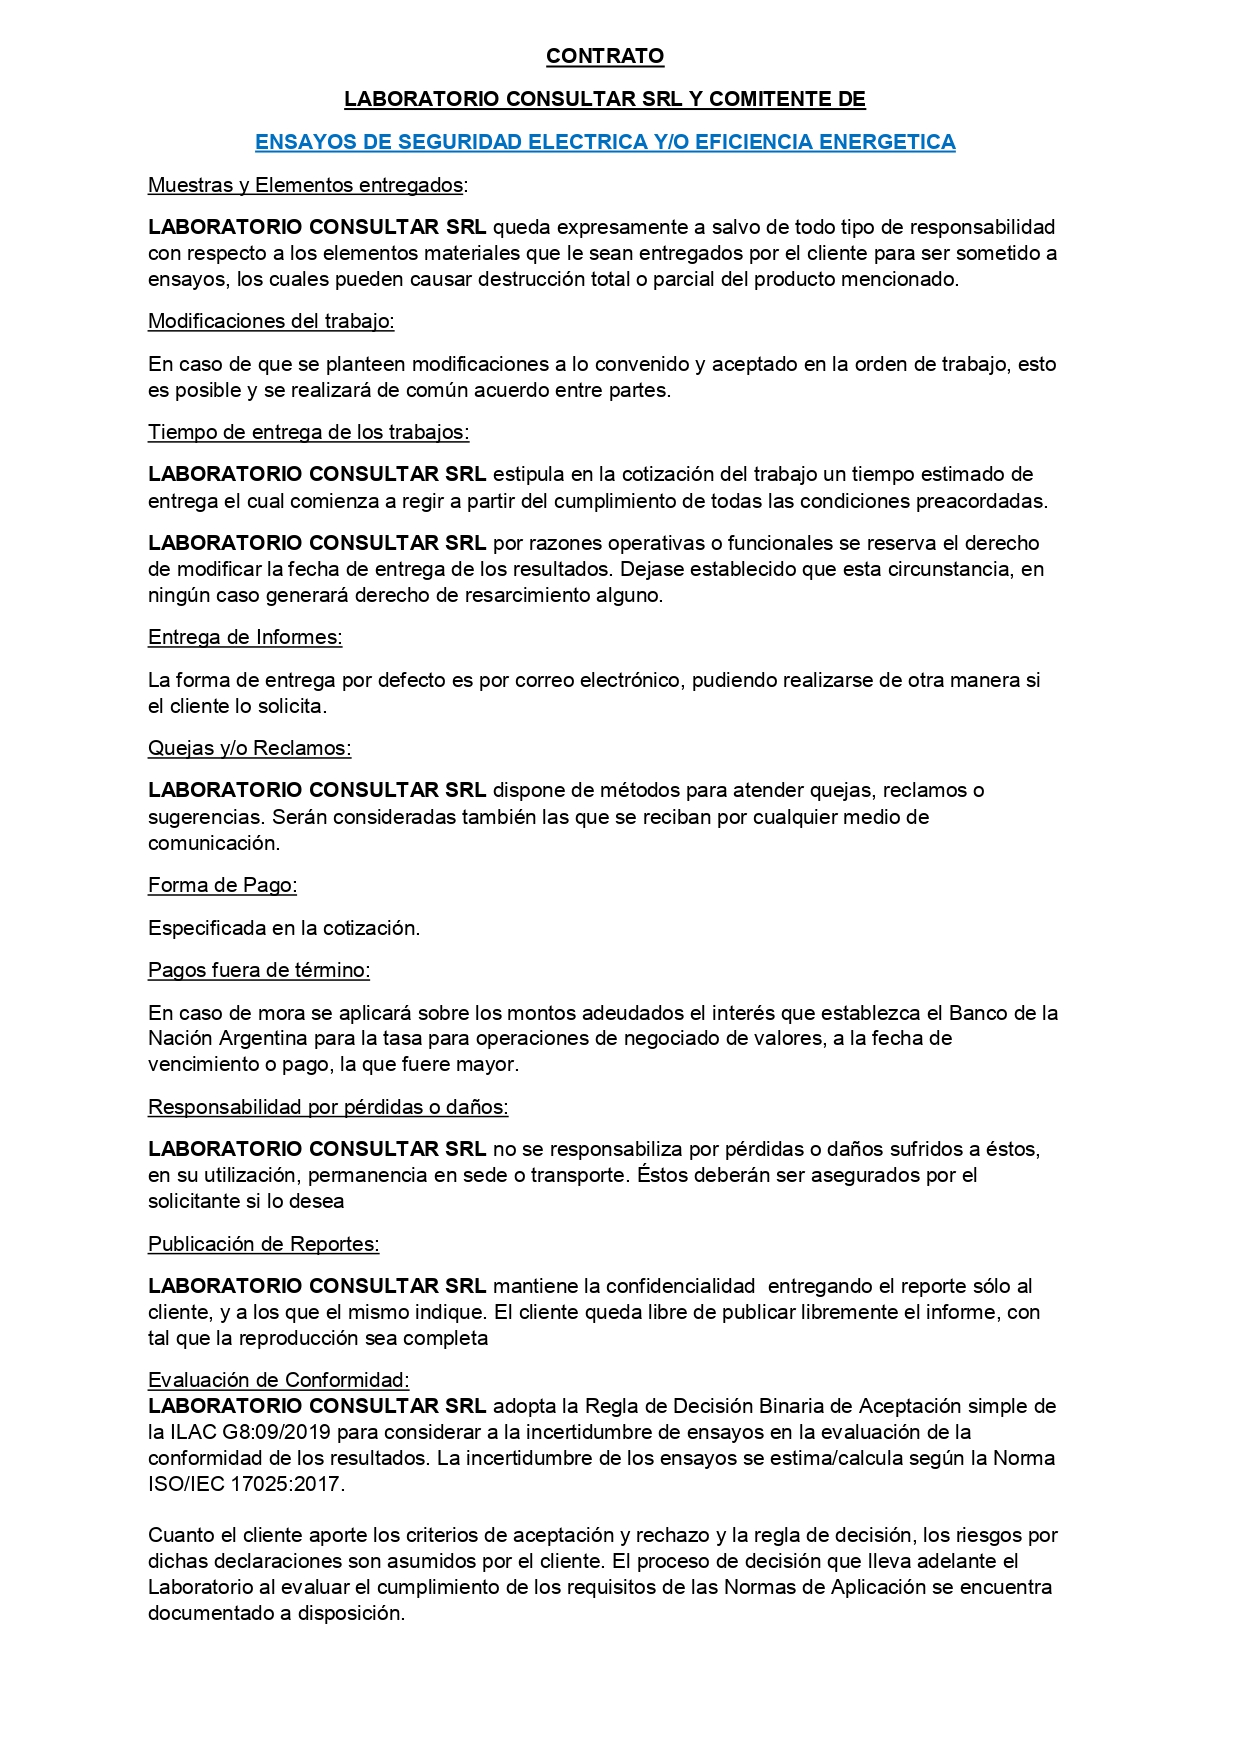 CONTRATO
LABORATORIO CONSULTAR SRL Y COMITENTE DE
ENSAYOS DE SEGURIDAD ELECTRICA Y/O EFICIENCIA ENERGETICA
Muestras y Elementos entregados:
LABORATORIO CONSULTAR SRL queda expresamente a salvo de todo tipo de responsabilidad
con respecto a los elementos materiales que le sean entregados por el cliente para ser sometido a
ensayos, los cuales pueden causar destrucción total o parcial del producto mencionado.
Modificaciones del trabajo:
En caso de que se planteen modificaciones a lo convenido y aceptado en la orden de trabajo, esto
es posible y se realizará de común acuerdo entre partes.
Tiempo de entrega de los trabajos:
LABORATORIO CONSULTAR SRL estipula en la cotización del trabajo un tiempo estimado de
entrega el cual comienza a regir a partir del cumplimiento de todas las condiciones preacordadas.
LABORATORIO CONSULTAR SRL por razones operativas o funcionales se reserva el derecho
de modificar la fecha de entrega de los resultados. Dejase establecido que esta circunstancia, en
ningún caso generará derecho de resarcimiento alguno.
Entrega de Informes:
La forma de entrega por defecto es por correo electrónico, pudiendo realizarse de otra manera si
el cliente lo solicita.
Quejas y/o Reclamos:
LABORATORIO CONSULTAR SRL dispone de métodos para atender quejas, reclamos o
sugerencias. Serán consideradas también las que se reciban por cualquier medio de
comunicación.
Forma de Pago:
Especificada en la cotización.
Pagos fuera de término:
En caso de mora se aplicará sobre los montos adeudados el interés que establezca el Banco de la
Nación Argentina para la tasa para operaciones de negociado de valores, a la fecha de
vencimiento o pago, la que fuere mayor.
Responsabilidad por pérdidas o daños:
LABORATORIO CONSULTAR SRL no se responsabiliza por pérdidas o daños sufridos a éstos,
en su utilización, permanencia en sede o transporte. Éstos deberán ser asegurados por el
solicitante si lo desea
Publicación de Reportes:
LABORATORIO CONSULTAR SRL mantiene la confidencialidad  entregando el reporte sólo al
cliente, y a los que el mismo indique. El cliente queda libre de publicar libremente el informe, con
tal que la reproducción sea completa
Evaluación de Conformidad:
LABORATORIO CONSULTAR SRL adopta la Regla de Decisión Binaria de Aceptación simple de
la ILAC G8:09/2019 para considerar a la incertidumbre de ensayos en la evaluación de la
conformidad de los resultados. La incertidumbre de los ensayos se estima/calcula según la Norma
ISO/IEC 17025:2017.
Cuanto el cliente aporte los criterios de aceptación y rechazo y la regla de decisión, los riesgos por
dichas declaraciones son asumidos por el cliente. El proceso de decisión que lleva adelante el
Laboratorio al evaluar el cumplimiento de los requisitos de las Normas de Aplicación se encuentra
documentado a disposición.